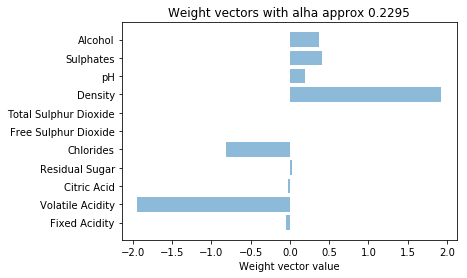 Weight vectors with alha approx 0.2295
Alcohol
Sulphates
pH
Density
Total Sulphur Dioxide
Free Sulphur Dioxide
Chlorides
Residual Sugar
Citric Acid
Volatile Acidity
Fixed Acidity
−2.0 −1.5 −1.0 −0.5 0.0 0.5 1.0 1.5 2.0
Weight vector value